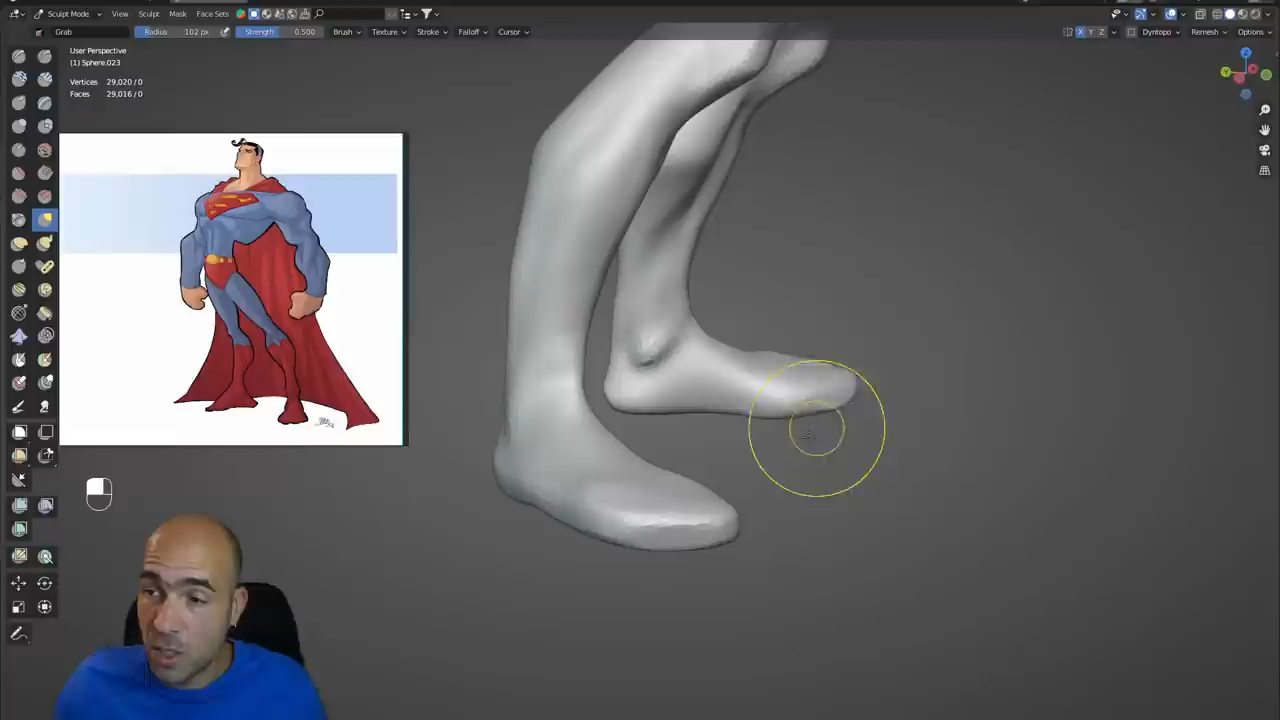 Sculpt Mode View Sculpt Mask Face Sets
Grab Radius 102 px Strength 0.500 Brush Texture Stroke Falloff Cursor X Y Z Dyntopo Remesh Options
User Perspective
(1) Sphere.023
Vertices 29,020 / 0
Faces 29,016 / 0
Z
Y
S